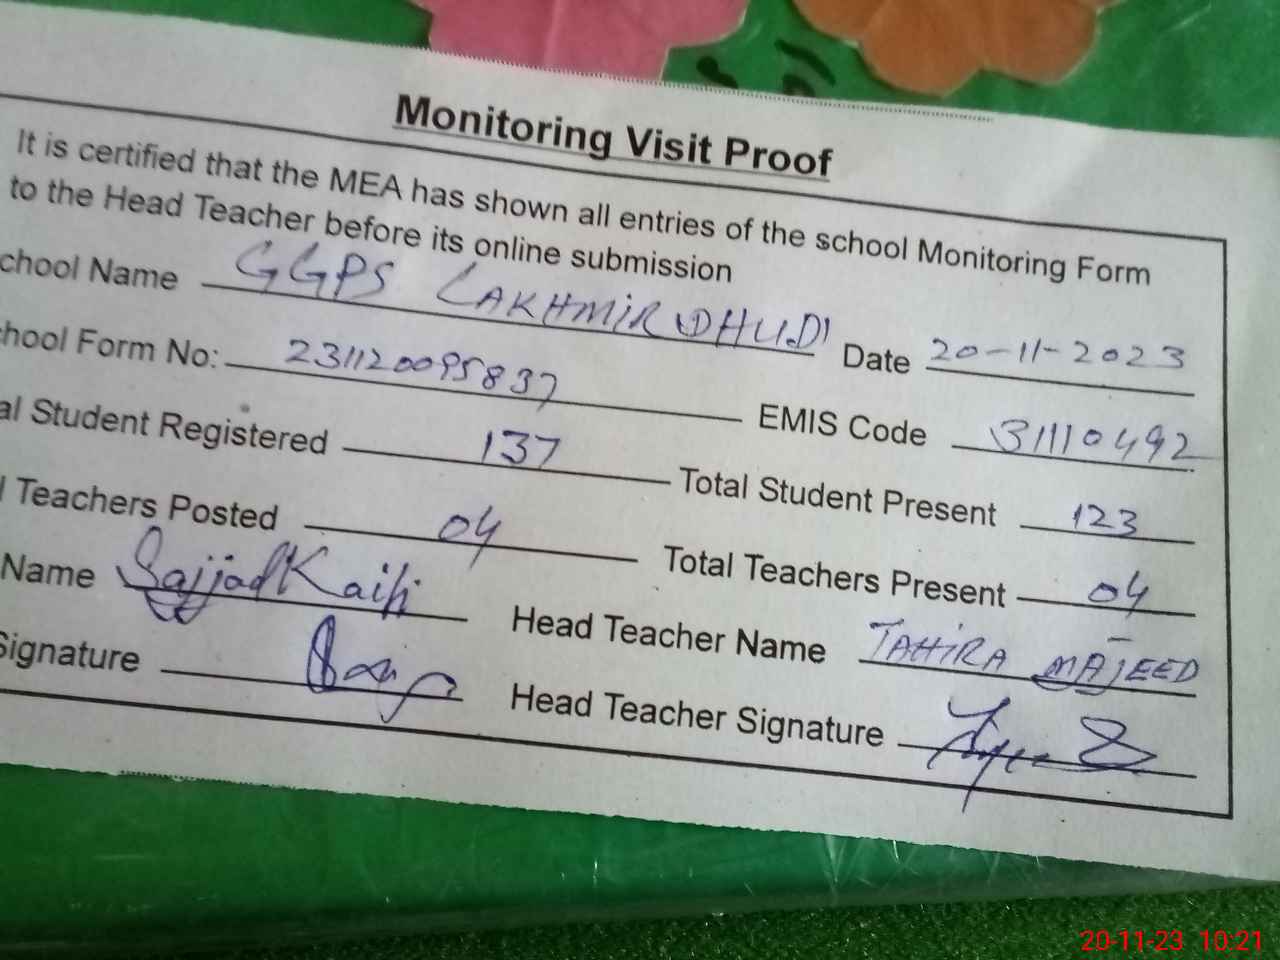 Monitoring Visit Proof
It is certified that the MEA has shown all entries of the school Monitoring Form
to the Head Teacher before its online submission
chool Name GGPS LAKHMIR DHUDI Date 20-11-2023
hool Form No: 231120095837 EMIS Code 31110492
al Student Registered 137 Total Student Present 123
l Teachers Posted 04 Total Teachers Present 04
Name Sajjad Head Teacher Name TAHIRA MAJEED
Signature Head Teacher Signature
20-11-23 10:21